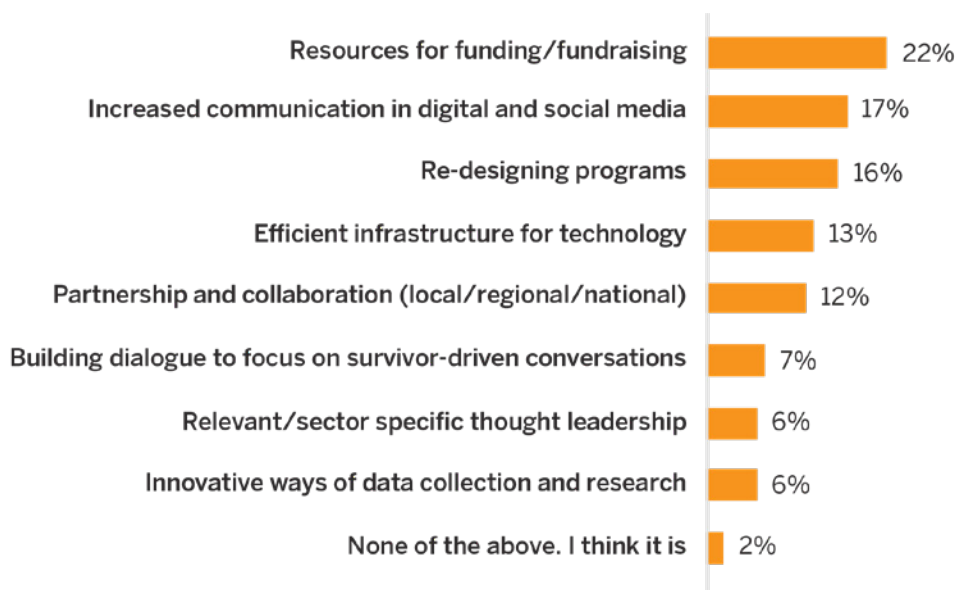 Resources for funding/fundraising 22%
Increased communication in digital and social media 17%
Re-designing programs 16%
Efficient infrastructure for technology 13%
Partnership and collaboration (local/regional/national) 12%
Building dialogue to focus on survivor-driven conversations 7%
Relevant/sector specific thought leadership 6%
Innovative ways of data collection and research 6%
None of the above. I think it is 2%